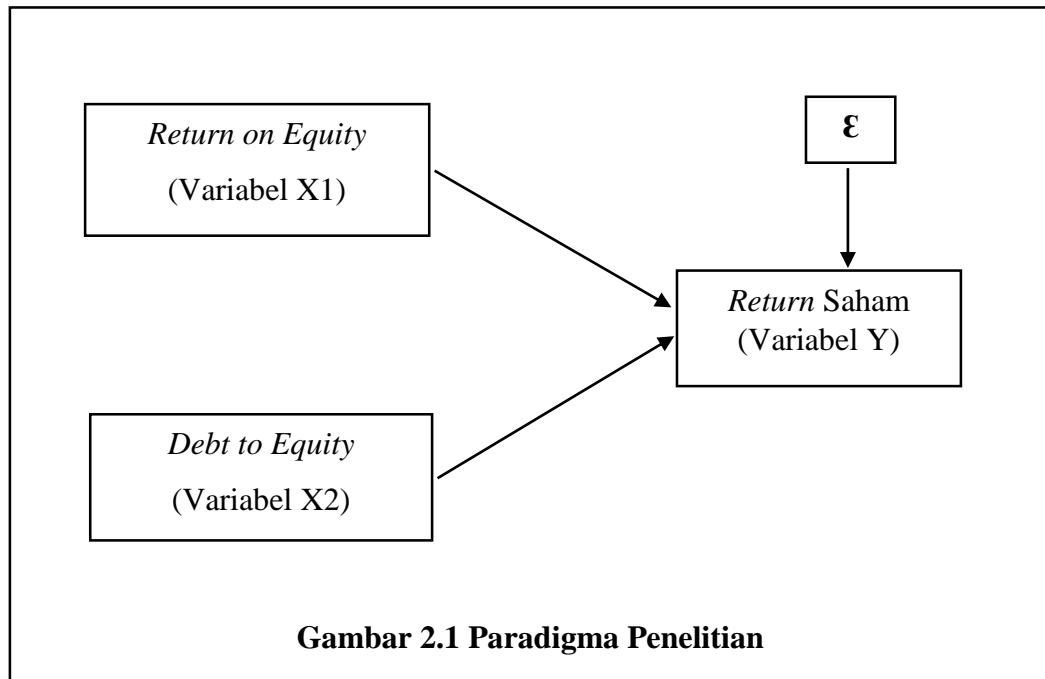 Return on Equity
(Variabel X1)
ε
Return Saham
(Variabel Y)
Debt to Equity
(Variabel X2)
Gambar 2.1 Paradigma Penelitian